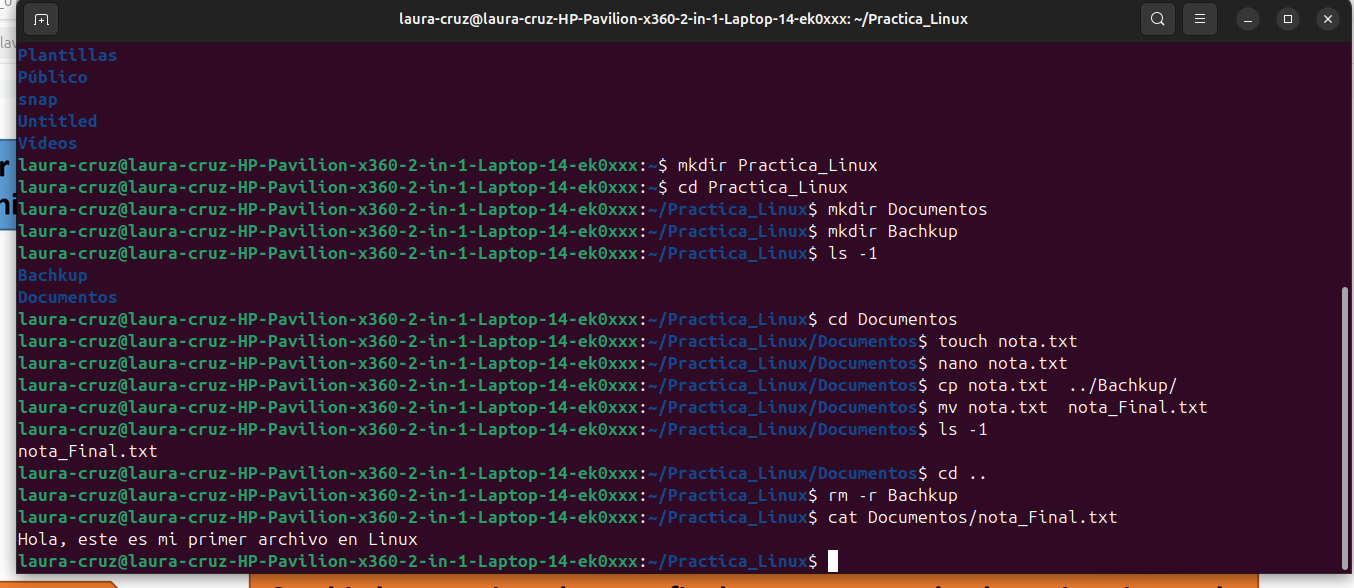 laura-cruz@laura-cruz-HP-Pavilion-x360-2-in-1-Laptop-14-ek0xxx: ~/Practica_Linux
Plantillas
Público
snap
Untitled
Vídeos
laura-cruz@laura-cruz-HP-Pavilion-x360-2-in-1-Laptop-14-ek0xxx:~$ mkdir Practica_Linux
laura-cruz@laura-cruz-HP-Pavilion-x360-2-in-1-Laptop-14-ek0xxx:~$ cd Practica_Linux
laura-cruz@laura-cruz-HP-Pavilion-x360-2-in-1-Laptop-14-ek0xxx:~/Practica_Linux$ mkdir Documentos
laura-cruz@laura-cruz-HP-Pavilion-x360-2-in-1-Laptop-14-ek0xxx:~/Practica_Linux$ mkdir Bachkup
laura-cruz@laura-cruz-HP-Pavilion-x360-2-in-1-Laptop-14-ek0xxx:~/Practica_Linux$ ls -1
Bachkup
Documentos
laura-cruz@laura-cruz-HP-Pavilion-x360-2-in-1-Laptop-14-ek0xxx:~/Practica_Linux$ cd Documentos
laura-cruz@laura-cruz-HP-Pavilion-x360-2-in-1-Laptop-14-ek0xxx:~/Practica_Linux/Documentos$ touch nota.txt
laura-cruz@laura-cruz-HP-Pavilion-x360-2-in-1-Laptop-14-ek0xxx:~/Practica_Linux/Documentos$ nano nota.txt
laura-cruz@laura-cruz-HP-Pavilion-x360-2-in-1-Laptop-14-ek0xxx:~/Practica_Linux/Documentos$ cp nota.txt  ../Bachkup/
laura-cruz@laura-cruz-HP-Pavilion-x360-2-in-1-Laptop-14-ek0xxx:~/Practica_Linux/Documentos$ mv nota.txt  nota_Final.txt
laura-cruz@laura-cruz-HP-Pavilion-x360-2-in-1-Laptop-14-ek0xxx:~/Practica_Linux/Documentos$ ls -1
nota_Final.txt
laura-cruz@laura-cruz-HP-Pavilion-x360-2-in-1-Laptop-14-ek0xxx:~/Practica_Linux/Documentos$ cd ..
laura-cruz@laura-cruz-HP-Pavilion-x360-2-in-1-Laptop-14-ek0xxx:~/Practica_Linux$ rm -r Bachkup
laura-cruz@laura-cruz-HP-Pavilion-x360-2-in-1-Laptop-14-ek0xxx:~/Practica_Linux$ cat Documentos/nota_Final.txt
Hola, este es mi primer archivo en Linux
laura-cruz@laura-cruz-HP-Pavilion-x360-2-in-1-Laptop-14-ek0xxx:~/Practica_Linux$